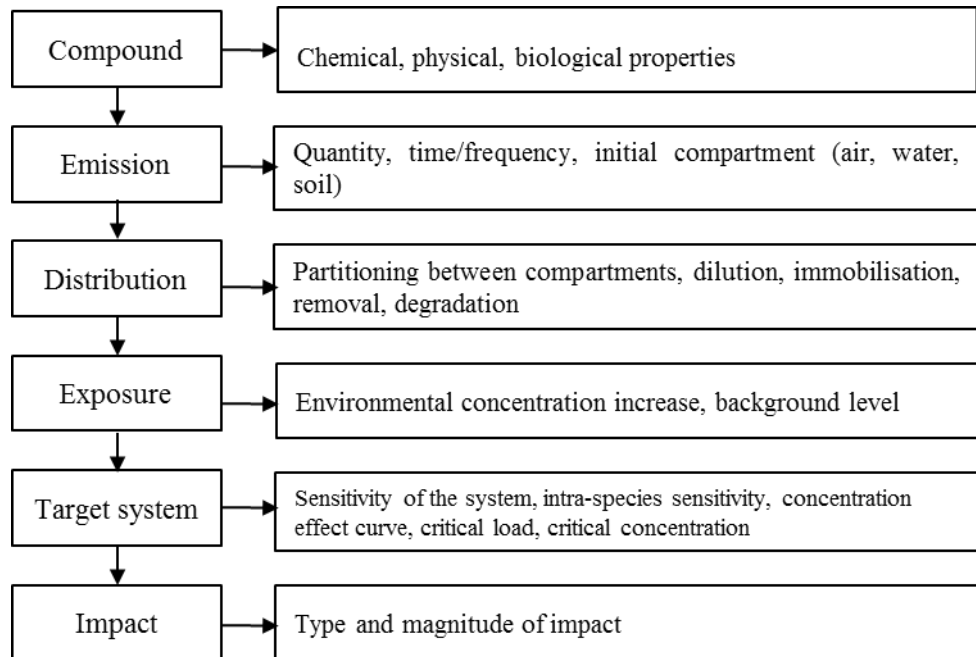 Compound
Chemical, physical, biological properties
Emission
Quantity, time/frequency, initial compartment (air, water,
soil)
Distribution
Partitioning between compartments, dilution, immobilisation,
removal, degradation
Exposure
Environmental concentration increase, background level
Target system
Sensitivity of the system, intra-species sensitivity, concentration
effect curve, critical load, critical concentration
Impact
Type and magnitude of impact